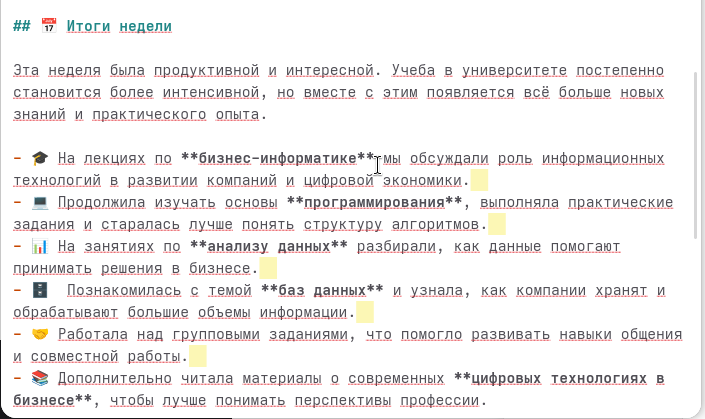 ## 📅 Итоги недели
Эта неделя была продуктивной и интересной. Учеба в университете постепенно
становится более интенсивной, но вместе с этим появляется всё больше новых
знаний и практического опыта.
- 🎓 На лекциях по **бизнес-информатике** мы обсуждали роль информационных
технологий в развитии компаний и цифровой экономики.
- 💻 Продолжила изучать основы **программирования**, выполняла практические
задания и старалась лучше понять структуру алгоритмов.
- 📊 На занятиях по **анализу данных** разбирали, как данные помогают
принимать решения в бизнесе.
- 🗄️ Познакомилась с темой **баз данных** и узнала, как компании хранят и
обрабатывают большие объемы информации.
- 🤝 Работала над групповыми заданиями, что помогло развивать навыки общения
и совместной работы.
- 📚 Дополнительно читала материалы о современных **цифровых технологиях в
бизнесе**, чтобы лучше понимать перспективы профессии.